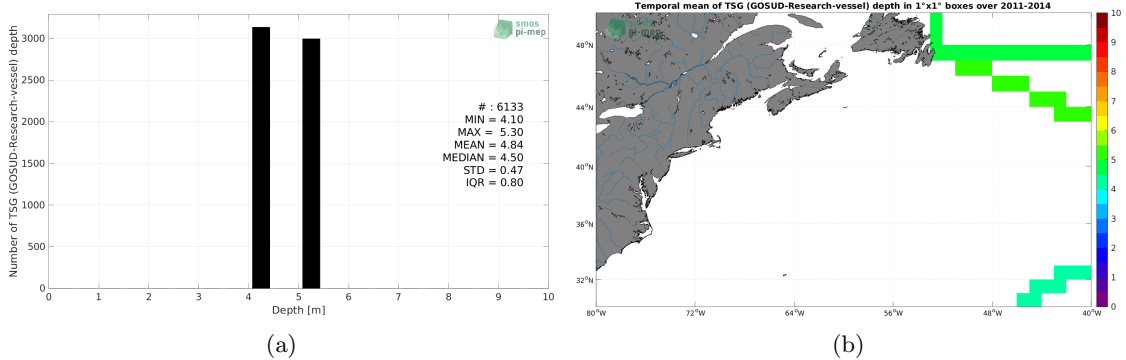 smos
pi-mep
Number of TSG (GOSUD-Research-vessel) depth
3000
2500
2000
1500
1000
500
0
# : 6133
MIN = 4.10
MAX = 5.30
MEAN = 4.84
MEDIAN = 4.50
STD = 0.47
IQR = 0.80
0 1 2 3 4 5 6 7 8 9 10
Depth [m]
(a)
Temporal mean of TSG (GOSUD-Research-vessel) depth in 1°x1° boxes over 2011-2014
smos
pi-mep
48°N
44°N
40°N
36°N
32°N
80°W 72°W 64°W 56°W 48°W 40°W
10
9
8
7
6
5
4
3
2
1
0
(b)